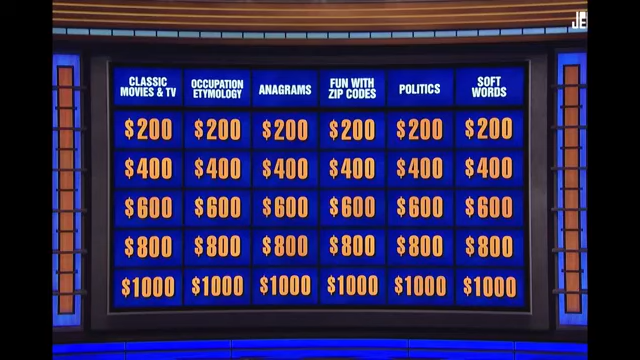 JE
CLASSIC
MOVIES & TV
OCCUPATION
ETYMOLOGY
ANAGRAMS
FUN WITH
ZIP CODES
POLITICS
SOFT
WORDS
$200 $200 $200 $200 $200 $200
$400 $400 $400 $400 $400 $400
$600 $600 $600 $600 $600 $600
$800 $800 $800 $800 $800 $800
$1000 $1000 $1000 $1000 $1000 $1000